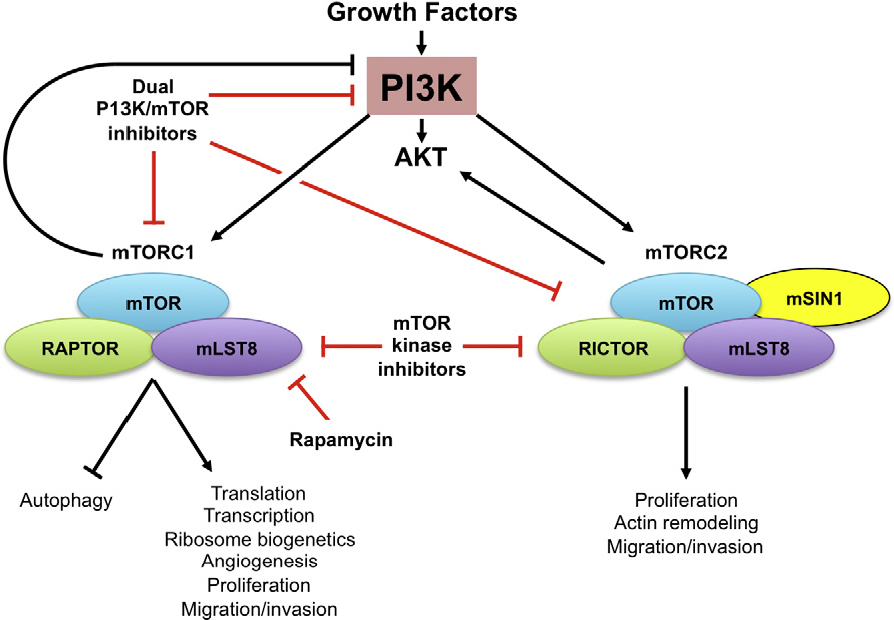 Growth Factors
PI3K
AKT
Dual
P13K/mTOR
inhibitors
mTORC1
mTOR
RAPTOR
mLST8
mTORC2
mTOR
mSIN1
RICTOR
mLST8
mTOR
kinase
inhibitors
Rapamycin
Autophagy
Translation
Transcription
Ribosome biogenetics
Angiogenesis
Proliferation
Migration/invasion
Proliferation
Actin remodeling
Migration/invasion